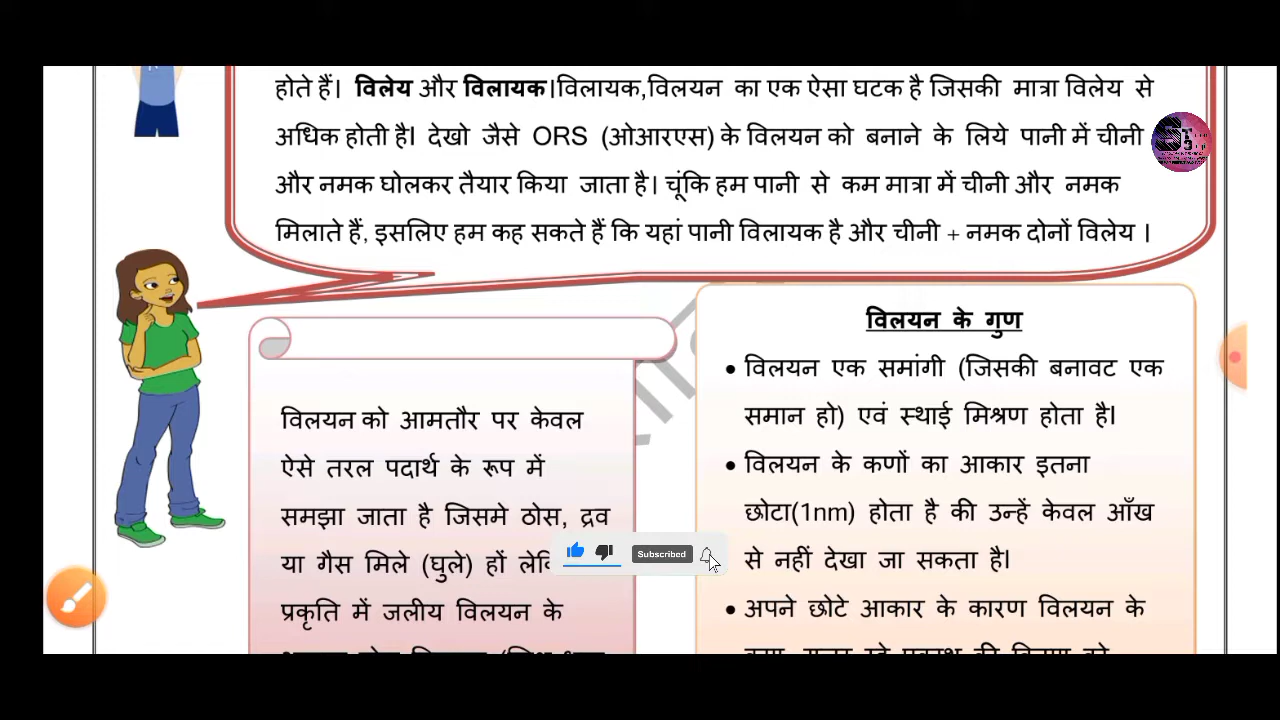 होते हैं। विलेय और विलायक।विलायक,विलयन का एक ऐसा घटक है जिसकी मात्रा विलेय से
अधिक होती है। देखो जैसे ORS (ओआरएस) के विलयन को बनाने के लिये पानी में चीनी
और नमक घोलकर तैयार किया जाता है। चूंकि हम पानी से कम मात्रा में चीनी और नमक
मिलाते हैं, इसलिए हम कह सकते हैं कि यहां पानी विलायक है और चीनी + नमक दोनों विलेय ।
विलयन को आमतौर पर केवल
ऐसे तरल पदार्थ के रूप में
समझा जाता है जिसमे ठोस, द्रव
या गैस मिले (घुले) हों
प्रकृति में जलीय विलयन के
विलयन के गुण
• विलयन एक समांगी (जिसकी बनावट एक
समान हो) एवं स्थाई मिश्रण होता है।
• विलयन के कणों का आकार इतना
छोटा(1nm) होता है की उन्हें केवल आँख
से नहीं देखा जा सकता है।
• अपने छोटे आकार के कारण विलयन के
Subscribed